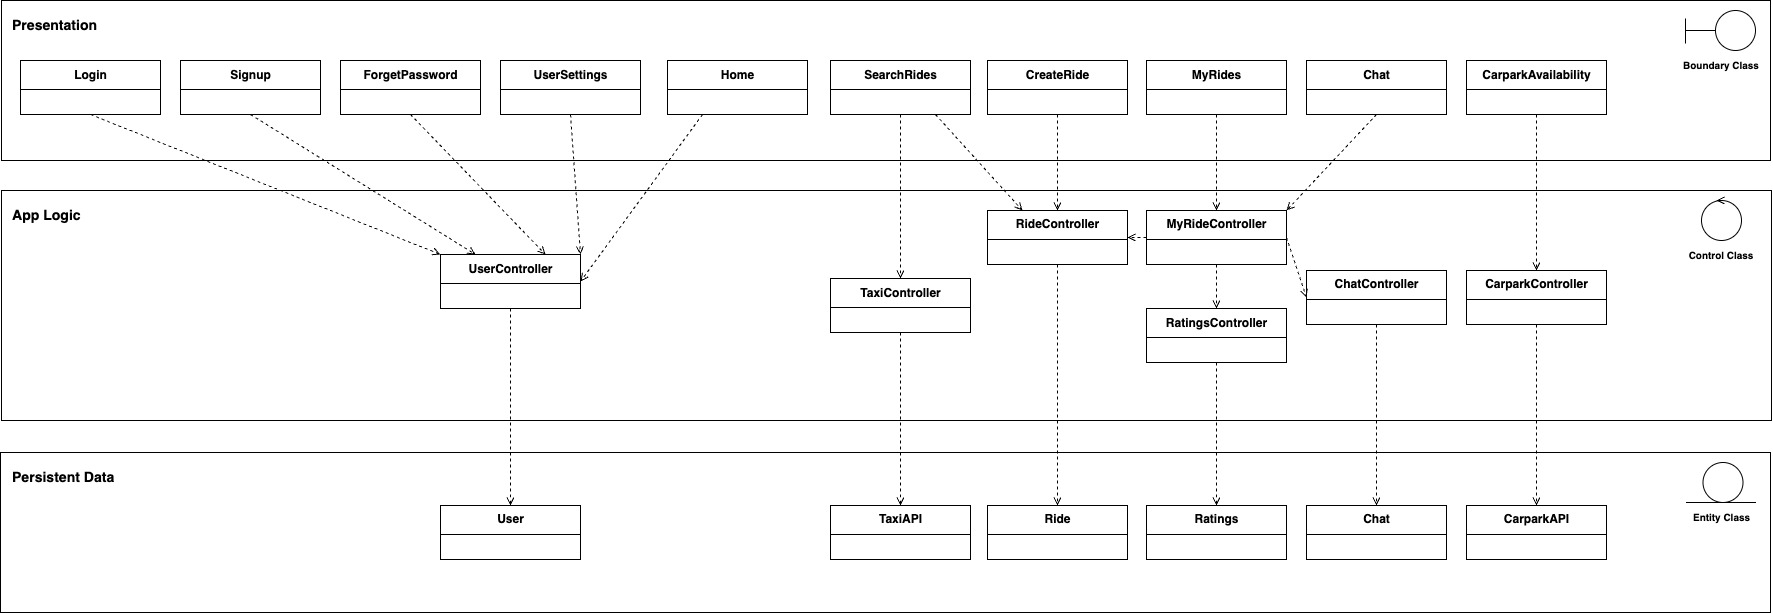 Presentation
Boundary Class
Login
Signup
ForgetPassword
UserSettings
Home
SearchRides
CreateRide
MyRides
Chat
CarparkAvailability
App Logic
Control Class
RideController
MyRideController
UserController
TaxiController
ChatController
CarparkController
RatingsController
Persistent Data
Entity Class
User
TaxiAPI
Ride
Ratings
Chat
CarparkAPI